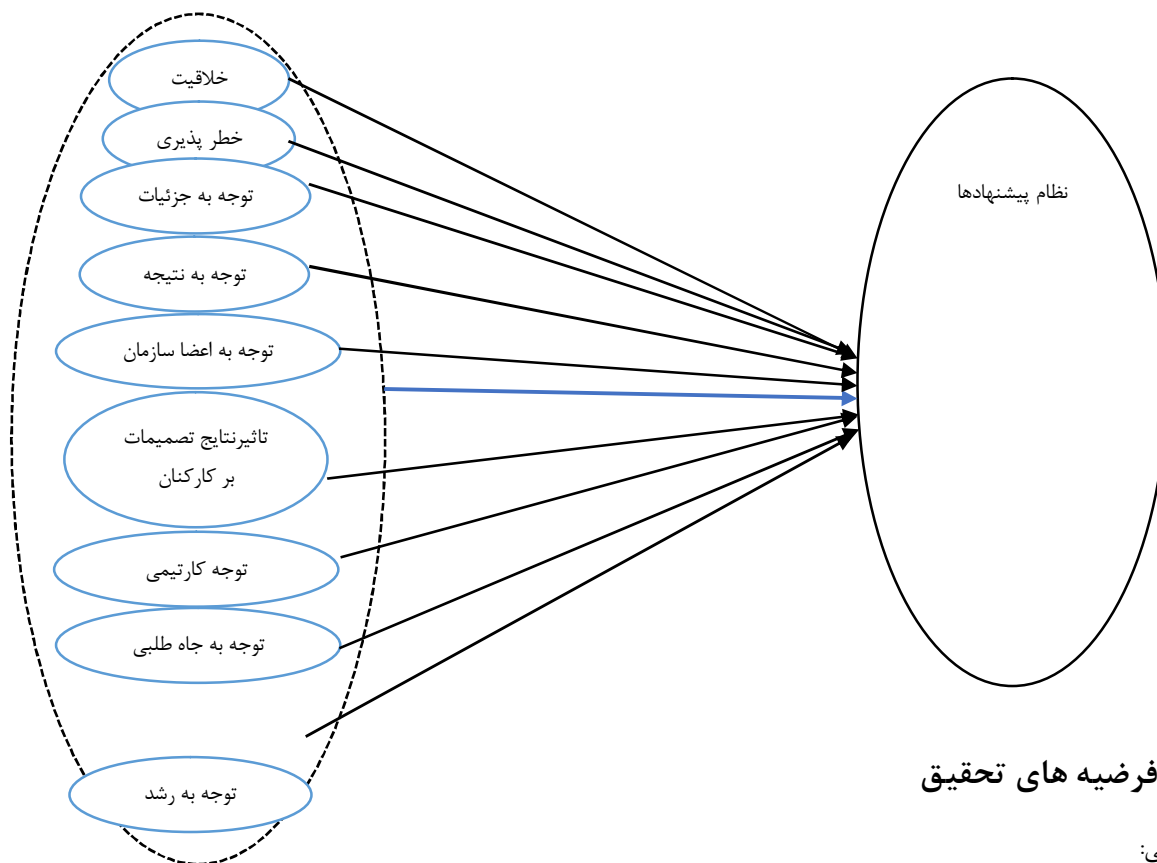 خلاقیت
خطر پذیری
توجه به جزئیات
توجه به نتیجه
توجه به اعضا سازمان
تاثیرنتایج تصمیمات
بر کارکنان
توجه کارتیمی
توجه به جاه طلبی
توجه به رشد
نظام پیشنهادها
فرضیه های تحقیق